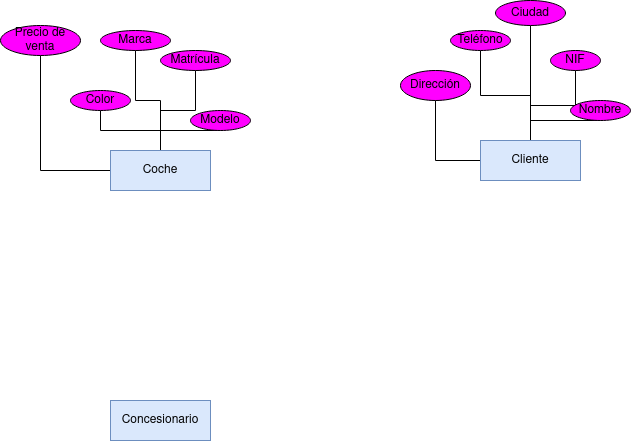 Ciudad
Precio de
venta
Marca
Teléfono
Matrícula
NIF
Dirección
Color
Nombre
Modelo
Coche
Cliente
Concesionario